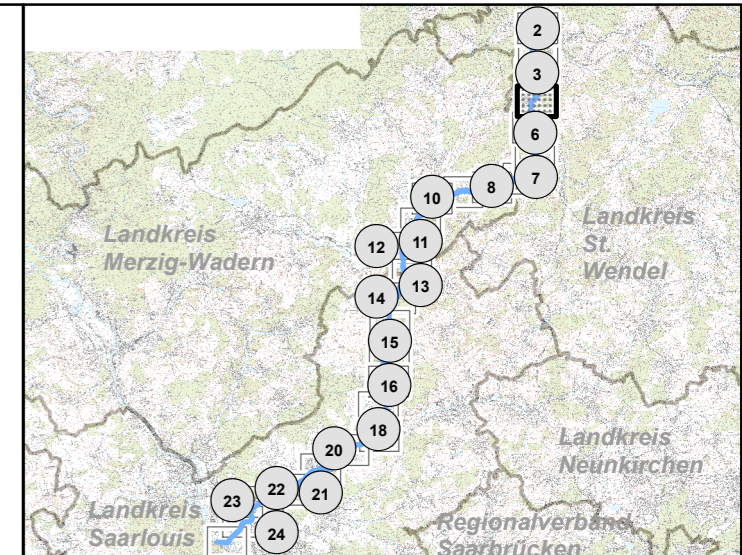 2
3
6
7
8
10
Landkreis
St.
Wendel
Landkreis
Merzig-Wadern
12
11
13
14
15
16
18
Landkreis
Neunkirchen
20
22
21
23
Landkreis
Saarlouis
24
Regionalverband
Saarbrücken